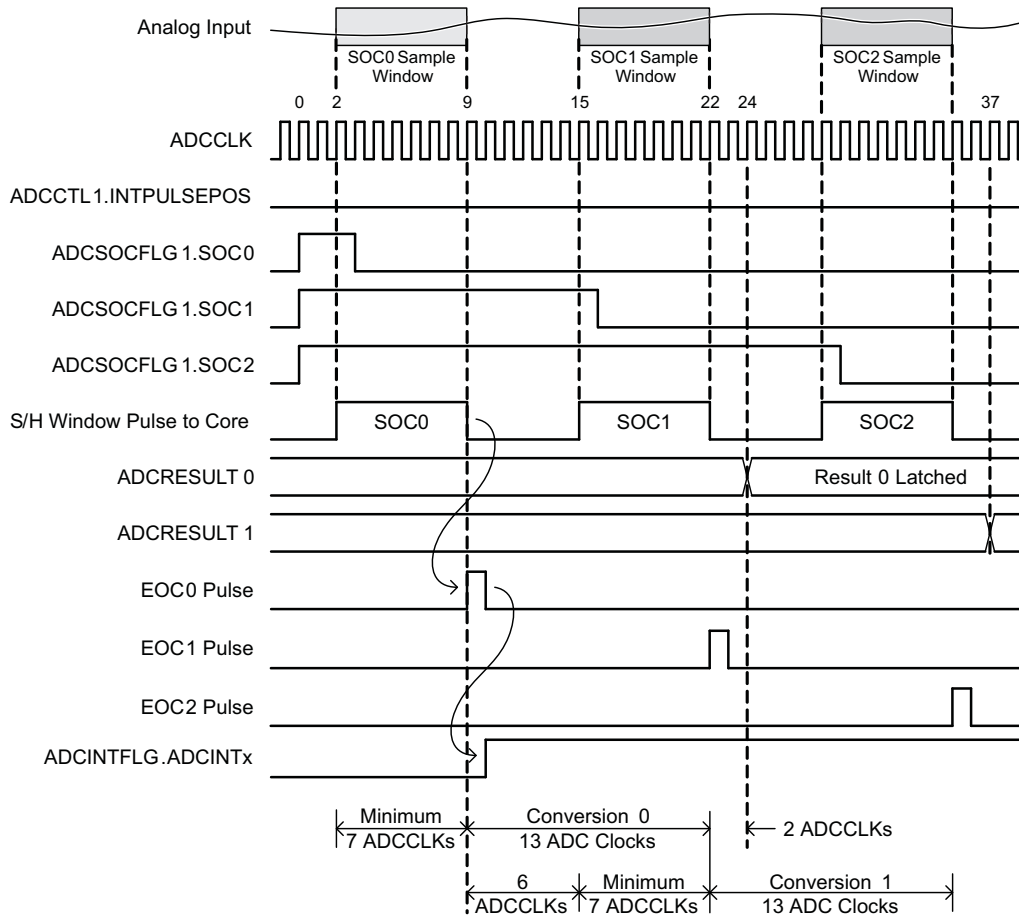 Analog Input
SOC0 Sample
Window
SOC1 Sample
Window
SOC2 Sample
Window
0 2 9 15 22 24 37
ADCCLK
ADCCTL1.INTPULSEPOS
ADCSOCFLG 1.SOC0
ADCSOCFLG 1.SOC1
ADCSOCFLG 1.SOC2
S/H Window Pulse to Core
SOC0 SOC1 SOC2
ADCRESULT 0
Result 0 Latched
ADCRESULT 1
EOC0 Pulse
EOC1 Pulse
EOC2 Pulse
ADCINTFLG.ADCINTx
Minimum
7 ADCCLKs
Conversion 0
13 ADC Clocks
2 ADCCLKs
6
ADCCLKs
Minimum
7 ADCCLKs
Conversion 1
13 ADC Clocks